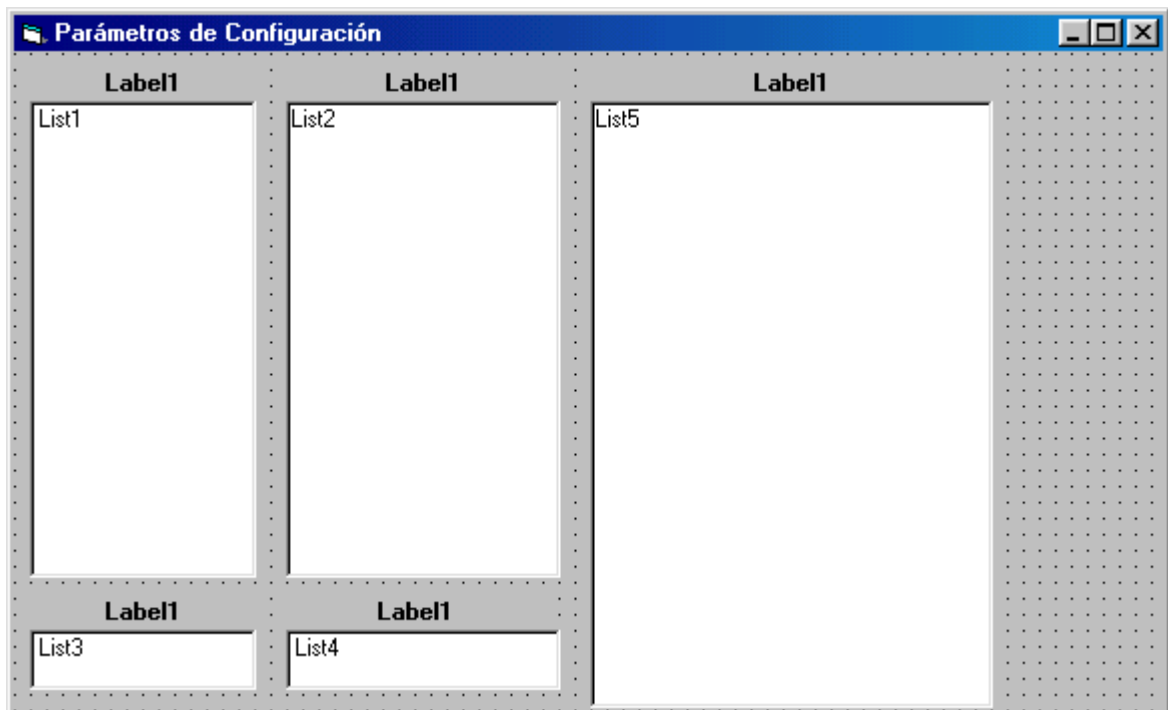 Parámetros de Configuración
Label1
Label1
Label1
List1
List2
List5
Label1
Label1
List3
List4